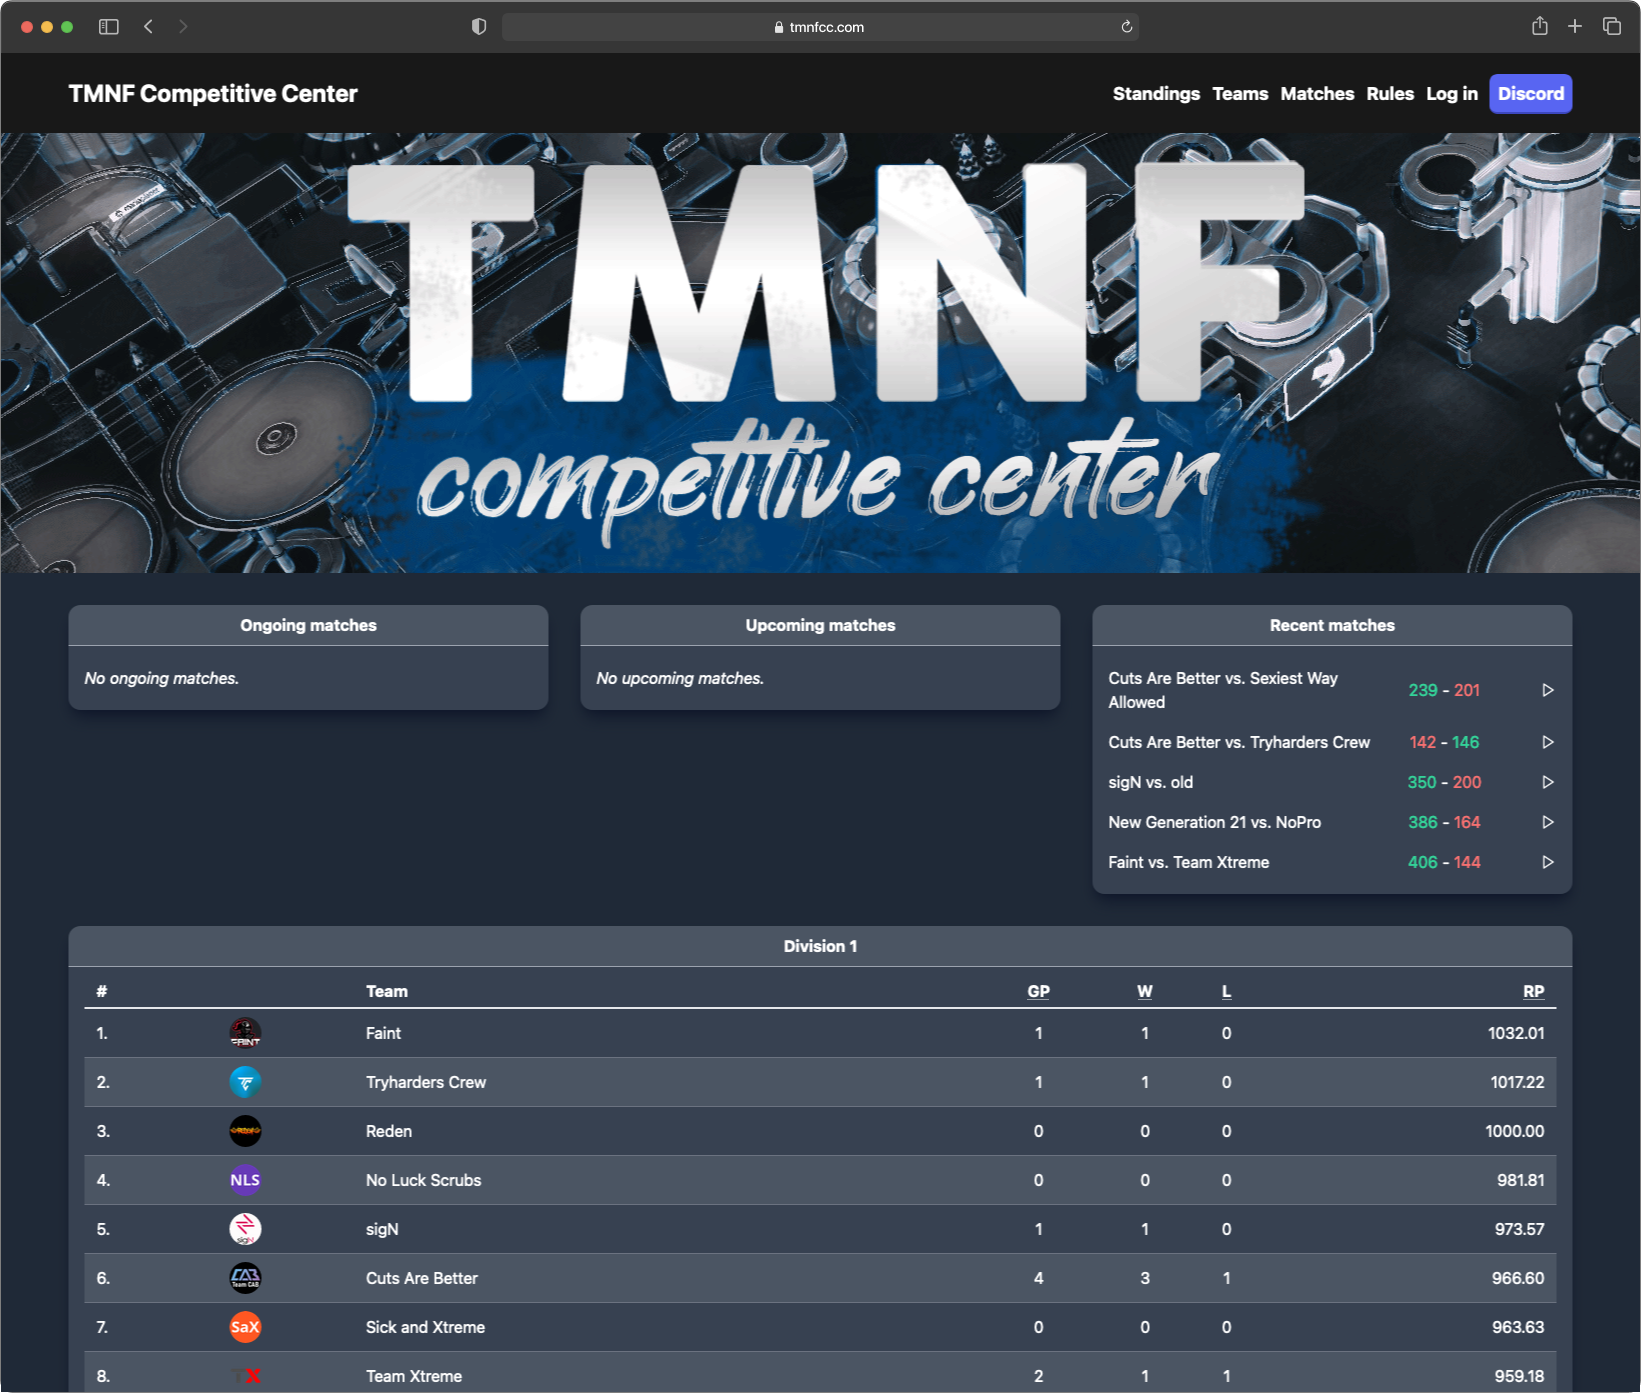 tmnfcc.com
TMNF Competitive Center
Standings Teams Matches Rules Log in Discord
TMNF
competitive center
Ongoing matches
No ongoing matches.
Upcoming matches
No upcoming matches.
Recent matches
Cuts Are Better vs. Sexiest Way
Allowed
239 - 201
Cuts Are Better vs. Tryharders Crew 142 - 146
sigN vs. old 350 - 200
New Generation 21 vs. NoPro 386 - 164
Faint vs. Team Xtreme 406 - 144
Division 1
# Team GP W L RP
1. FAINT Faint 1 1 0 1032.01
2. TC Tryharders Crew 1 1 0 1017.22
3. Reden 0 0 0 1000.00
4. NLS No Luck Scrubs 0 0 0 981.81
5. sigN sigN 1 1 0 973.57
6. CAB Team CAB Cuts Are Better 4 3 1 966.60
7. SaX Sick and Xtreme 0 0 0 963.63
8. TX Team Xtreme 2 1 1 959.18